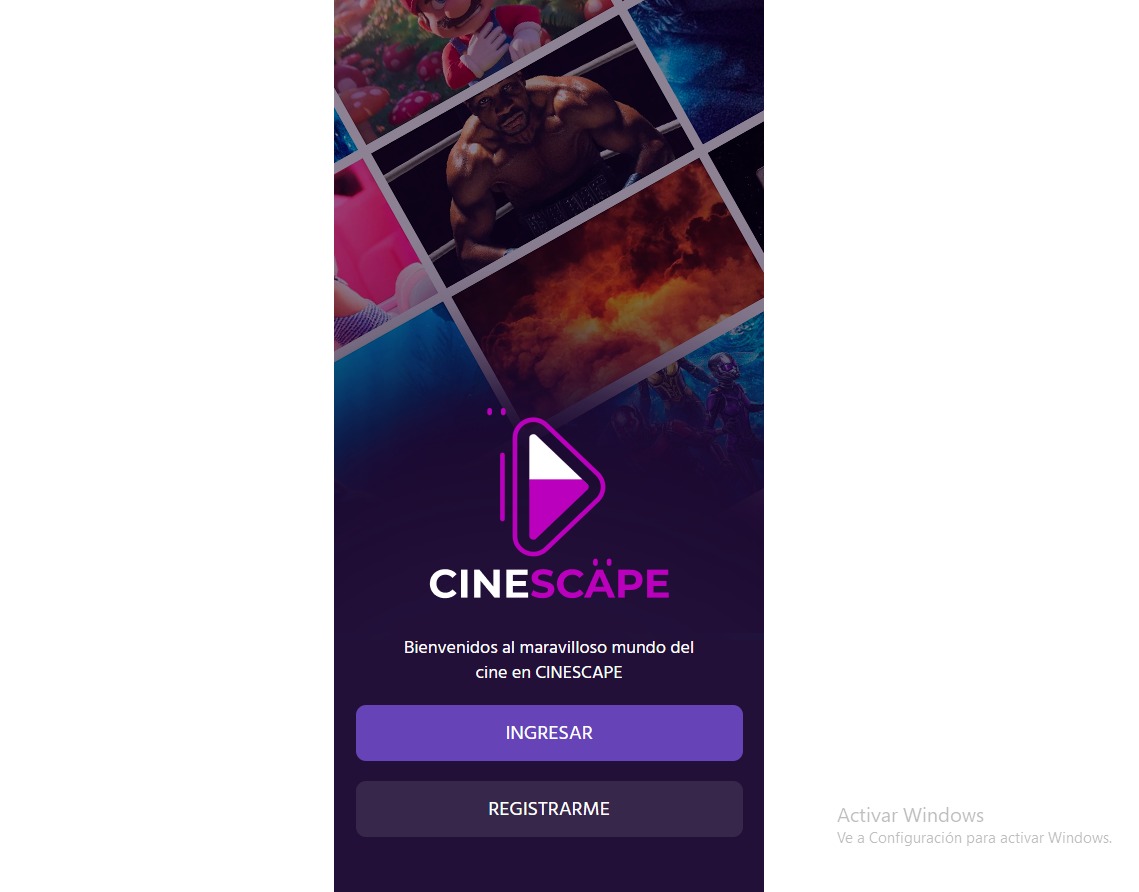 CINESCÄPE
Bienvenidos al maravilloso mundo del
cine en CINESCAPE
INGRESAR
REGISTRARME
Activar Windows
Ve a Configuración para activar Windows.